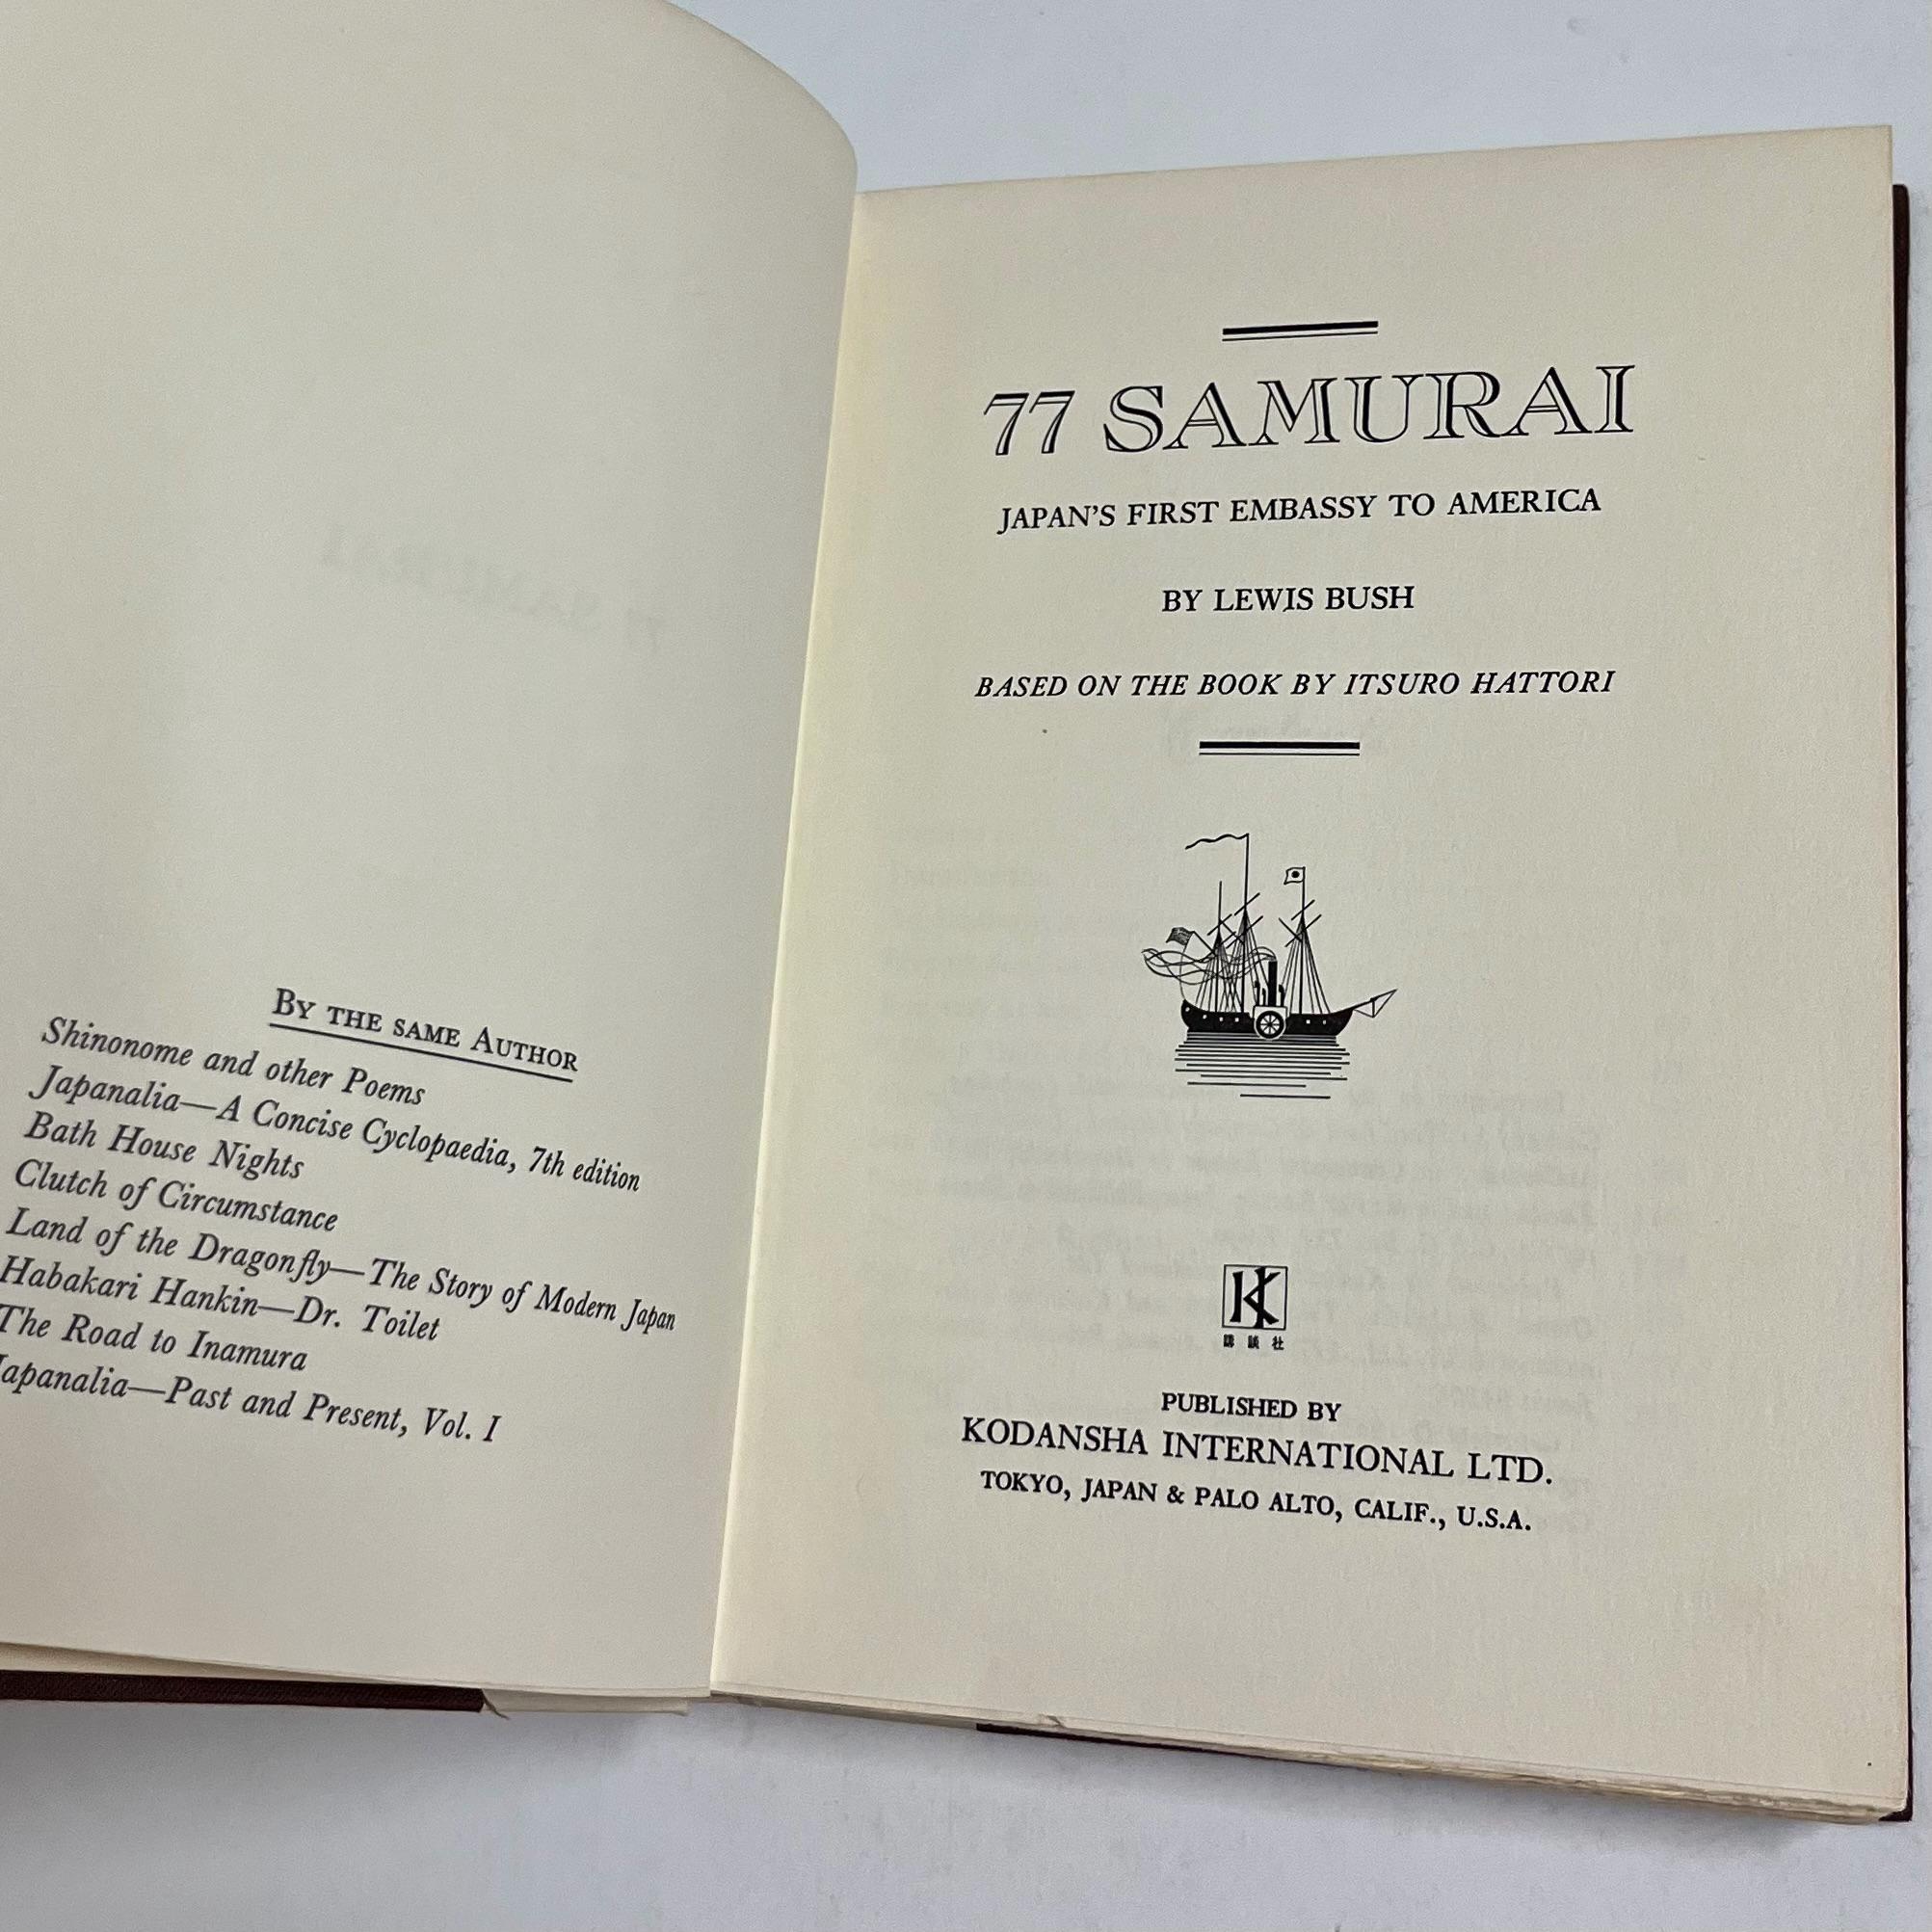 By the same Author
Shinonome and other Poems
Japanalia—A Concise Cyclopaedia, 7th edition
Bath House Nights
Clutch of Circumstance
Land of the Dragonfly—The Story of Modern Japan
Habakari Hankin—Dr. Toilet
The Road to Inamura
Japanalia—Past and Present, Vol. I
77 SAMURAI
JAPAN'S FIRST EMBASSY TO AMERICA
BY LEWIS BUSH
BASED ON THE BOOK BY ITSURO HATTORI
K
講談社
PUBLISHED BY
KODANSHA INTERNATIONAL LTD.
TOKYO, JAPAN & PALO ALTO, CALIF., U.S.A.